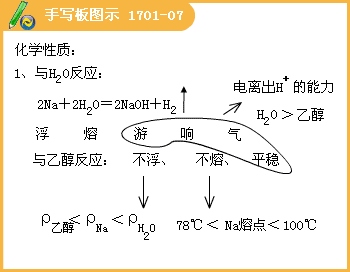 手写板图示 1701-07
化学性质:
1、与H₂O反应:
电离出H⁺的能力
2Na+2H₂O=2NaOH+H₂↑
H₂O>乙醇
浮 熔 游 响 气
与乙醇反应: 不浮、 不熔、 平稳
ρ乙醇<ρNa<ρH₂O
78℃<Na熔点<100℃